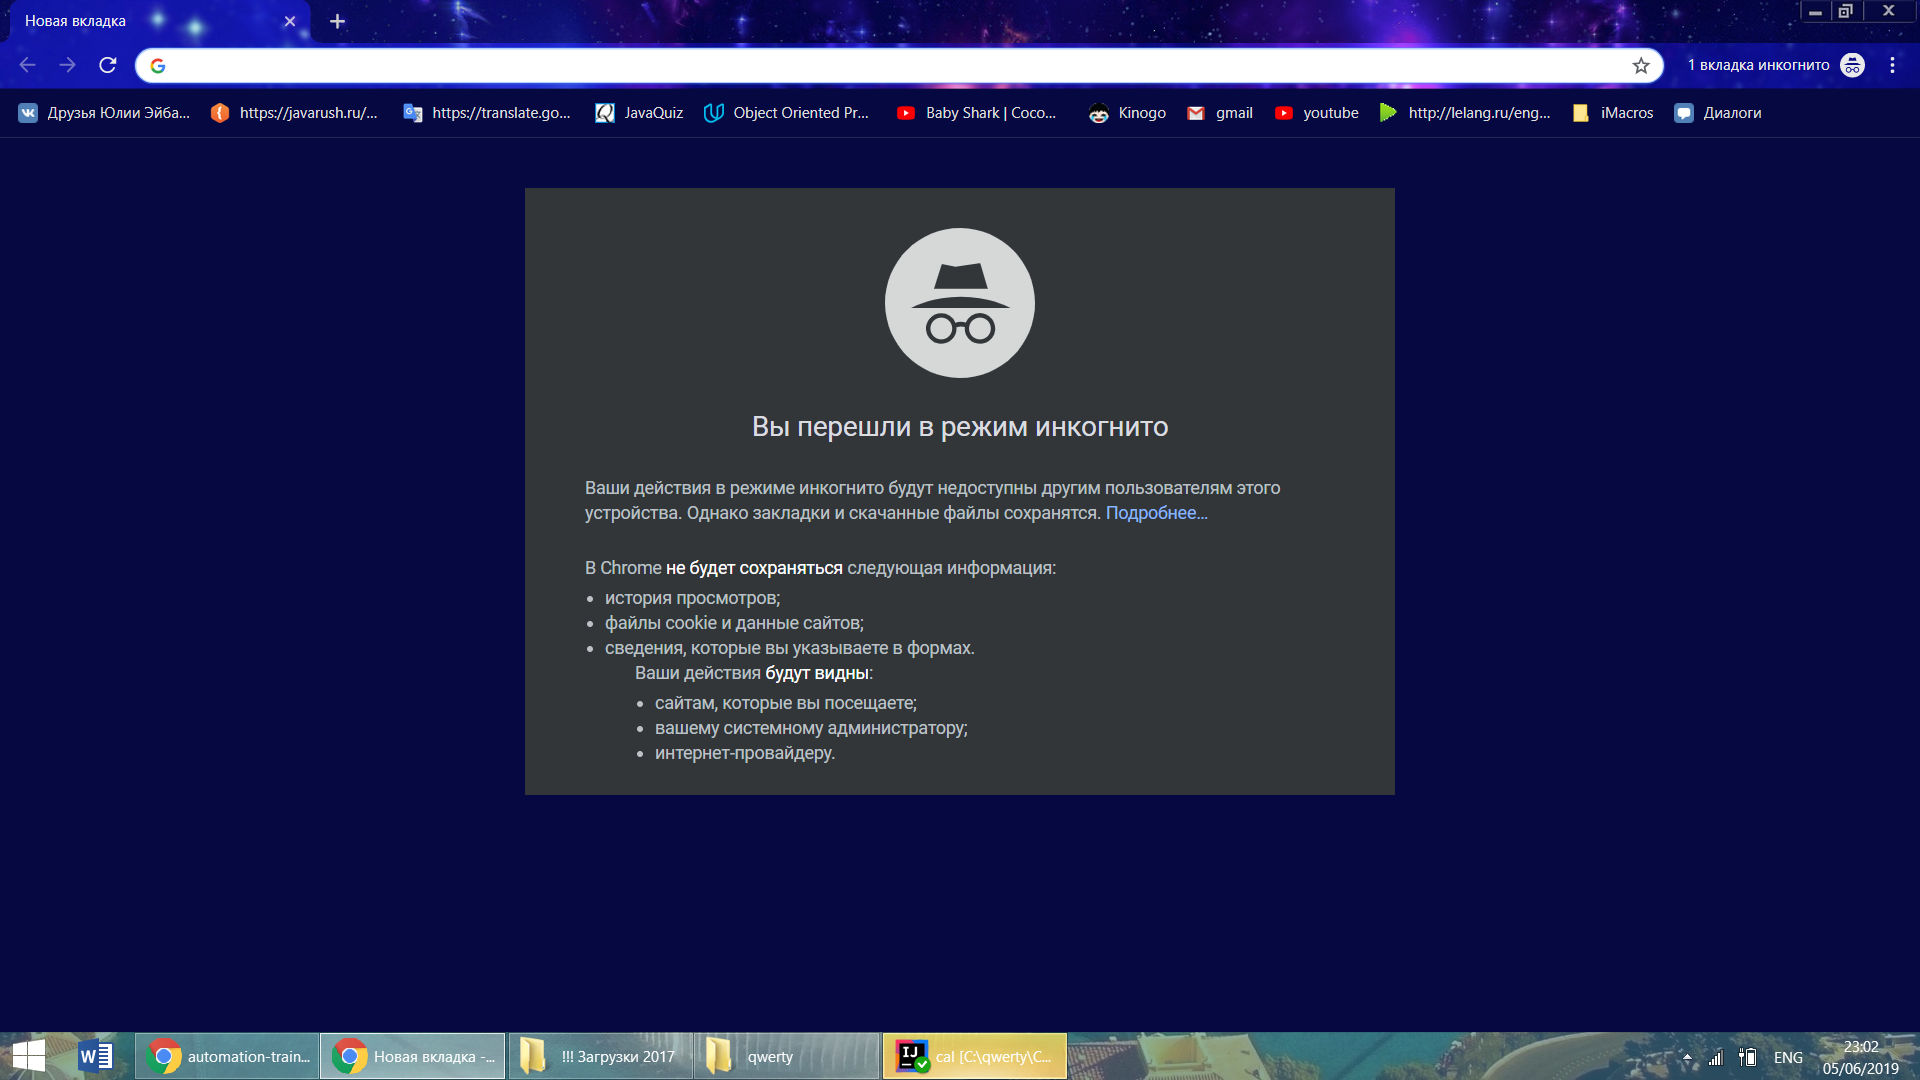 Новая вкладка
1 вкладка инкогнито
Друзья Юлии Эйба...
https://javarush.ru/...
https://translate.go...
JavaQuiz
Object Oriented Pr...
Baby Shark | Coco...
Kinogo
gmail
youtube
http://lelang.ru/eng...
iMacros
Диалоги
Вы перешли в режим инкогнито
Ваши действия в режиме инкогнито будут недоступны другим пользователям этого
устройства. Однако закладки и скачанные файлы сохранятся. Подробнее...
В Chrome не будет сохраняться следующая информация:
• история просмотров;
• файлы cookie и данные сайтов;
• сведения, которые вы указываете в формах.
Ваши действия будут видны:
• сайтам, которые вы посещаете;
• вашему системному администратору;
• интернет-провайдеру.
automation-train...
Новая вкладка -...
!!! Загрузки 2017
qwerty
cal [C:\qwerty\C...
ENG
23:02
05/06/2019